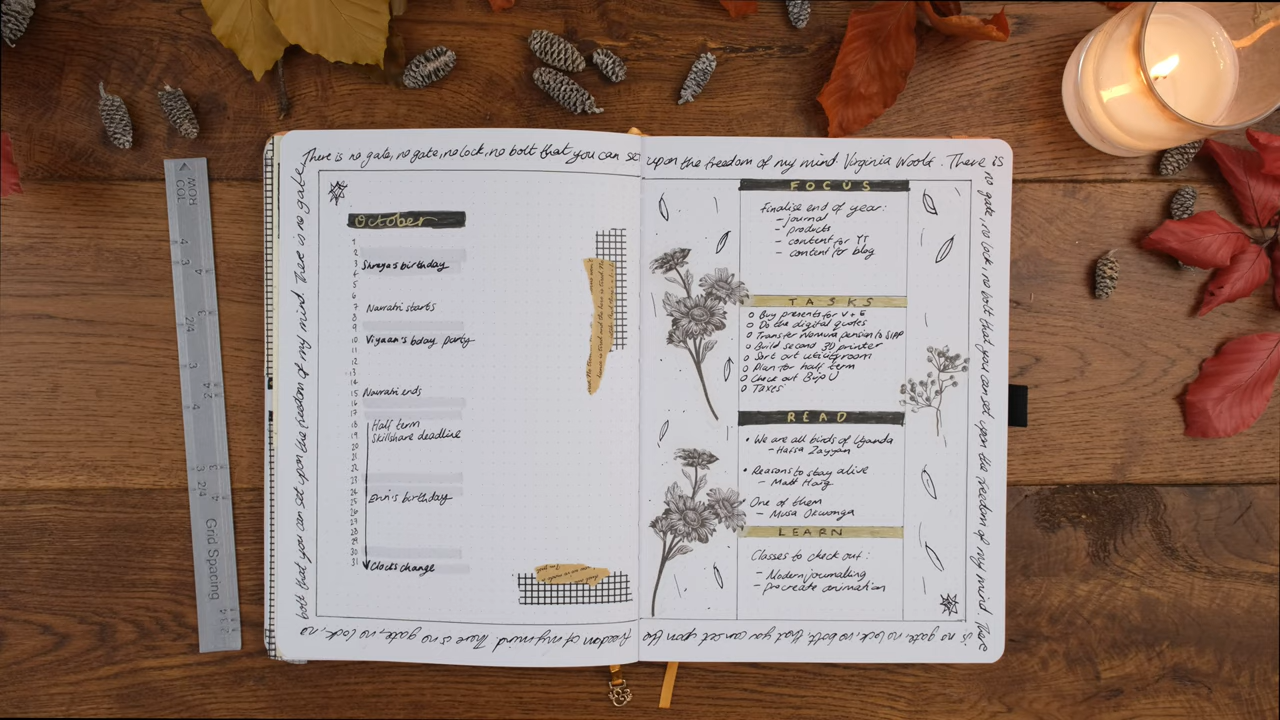 There is no gate, no gate, no lock, no bolt that you can set upon the freedom of my mind Virginia Woolf. There is
no gate, no lock, no bolt that you can set upon the freedom of my mind. There
is no gate, no lock, no bolt, that you can set upon the
freedom of my mind There is no gate, no lock, no
bolt that you can set upon the freedom of my mind. There is no gate
October
1
2
3 Shreya's birthday
4
5
6
7 Navratri starts
8
9
10 Viyaan's bday party
11
12
13
14
15 Navratri ends
16
17
18 Half term
19 Skillshare deadline
20
21
22
23
24
25 Envi's birthday
26
27
28
29
30
31 Clocks change
FOCUS
Finalise end of year:
- journal
- products
- content for YT
- content for blog
TASKS
o Buy presents for V + E
o Do the digital quotes
o Transfer Nomura pension to SIPP
o Build second 3D printer
o Sort out utility room
o Plan for half term
o Check out BujoU
o Taxes
READ
• We are all birds of Uganda
- Hafsa Zayyan
• Reasons to stay alive
- Matt Haig
• One of them
- Musa Okwonga
LEARN
Classes to check out:
- Modern journalling
- procreate animation
Grid Spacing